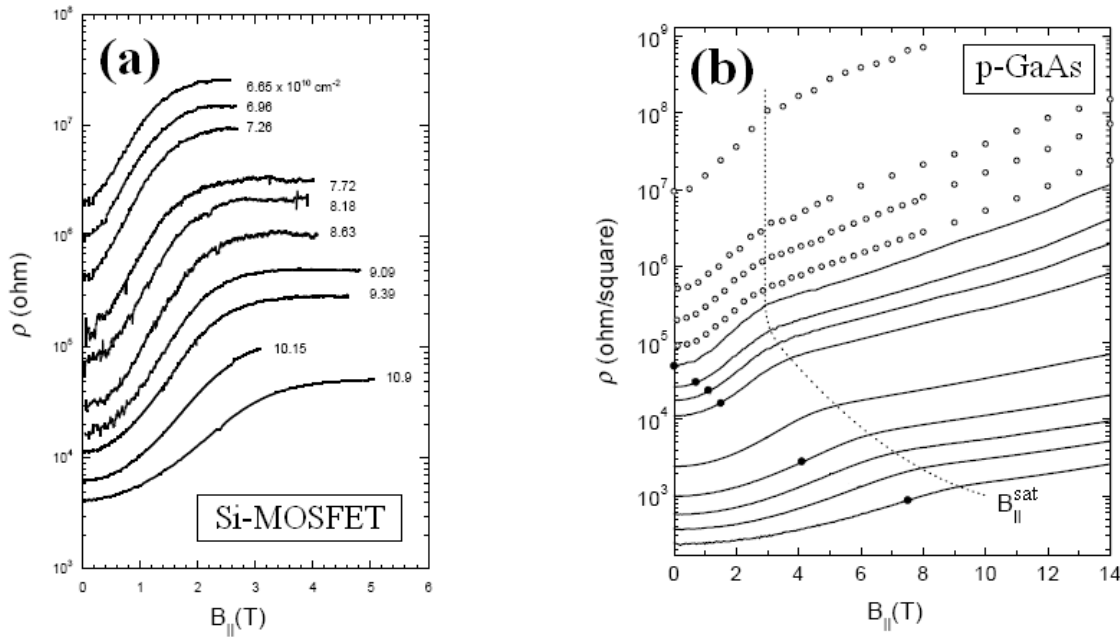 (a)
10⁸
10⁷
10⁶
10⁵
10⁴
10³
ρ (ohm)
6.65 x 10¹⁰ cm⁻²
6.96
7.26
7.72
8.18
8.63
9.09
9.39
10.15
10.9
Si-MOSFET
0 1 2 3 4 5 6
B||(T)
(b)
p-GaAs
10⁹
10⁸
10⁷
10⁶
10⁵
10⁴
10³
ρ (ohm/square)
B||sat
0 2 4 6 8 10 12 14
B||(T)